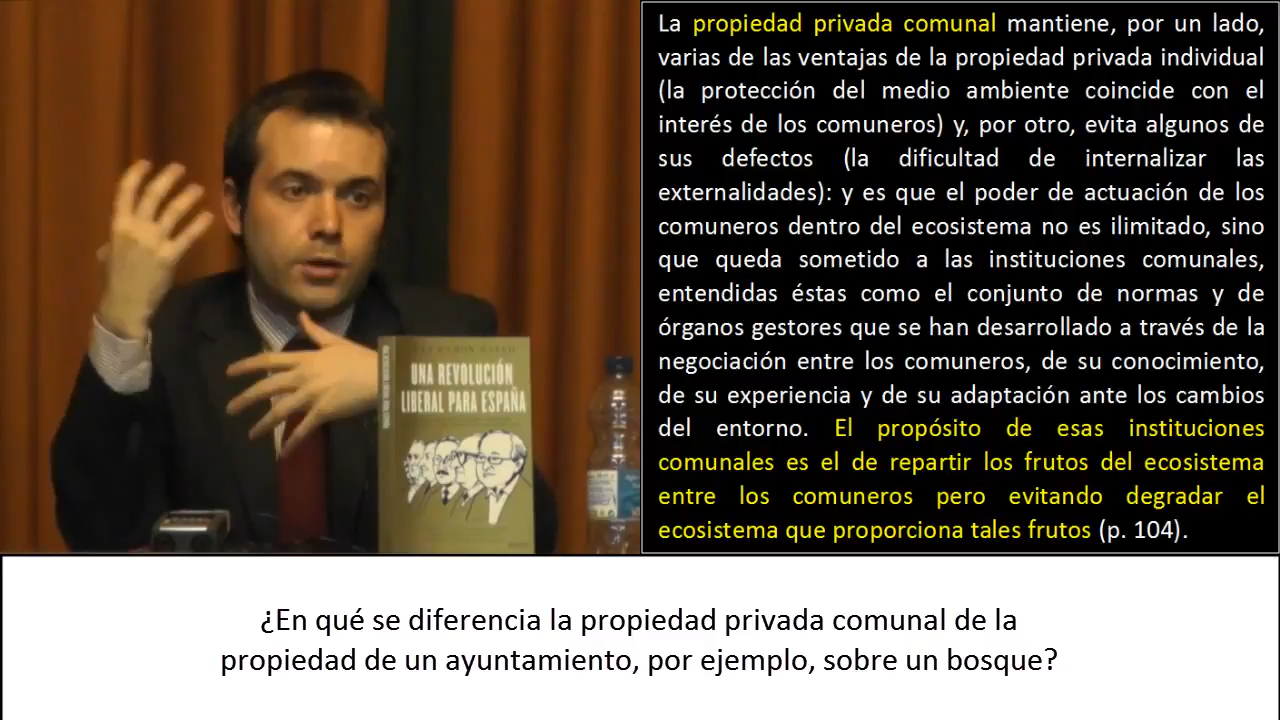 La propiedad privada comunal mantiene, por un lado,
varias de las ventajas de la propiedad privada individual
(la protección del medio ambiente coincide con el
interés de los comuneros) y, por otro, evita algunos de
sus defectos (la dificultad de internalizar las
externalidades): y es que el poder de actuación de los
comuneros dentro del ecosistema no es ilimitado, sino
que queda sometido a las instituciones comunales,
entendidas éstas como el conjunto de normas y de
órganos gestores que se han desarrollado a través de la
negociación entre los comuneros, de su conocimiento,
de su experiencia y de su adaptación ante los cambios
del entorno. El propósito de esas instituciones
comunales es el de repartir los frutos del ecosistema
entre los comuneros pero evitando degradar el
ecosistema que proporciona tales frutos (p. 104).
UNA REVOLUCIÓN
LIBERAL PARA ESPAÑA
¿En qué se diferencia la propiedad privada comunal de la
propiedad de un ayuntamiento, por ejemplo, sobre un bosque?